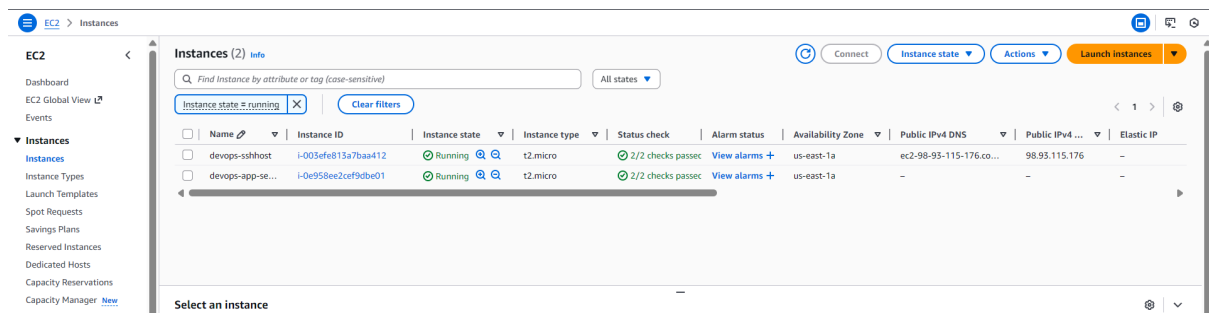 EC2 > Instances
EC2
Dashboard
EC2 Global View
Events
Instances
Instances
Instance Types
Launch Templates
Spot Requests
Savings Plans
Reserved Instances
Dedicated Hosts
Capacity Reservations
Capacity Manager New
Instances (2) Info
Connect
Instance state
Actions
Launch instances
Find Instance by attribute or tag (case-sensitive)
All states
Instance state = running
Clear filters
1
Name Instance ID Instance state Instance type Status check Alarm status Availability Zone Public IPv4 DNS Public IPv4 ... Elastic IP
devops-sshhost i-003efe813a7baa412 Running t2.micro 2/2 checks passec View alarms + us-east-1a ec2-98-93-115-176.co... 98.93.115.176 –
devops-app-se... i-0e958ee2cef9dbe01 Running t2.micro 2/2 checks passec View alarms + us-east-1a – – –
Select an instance